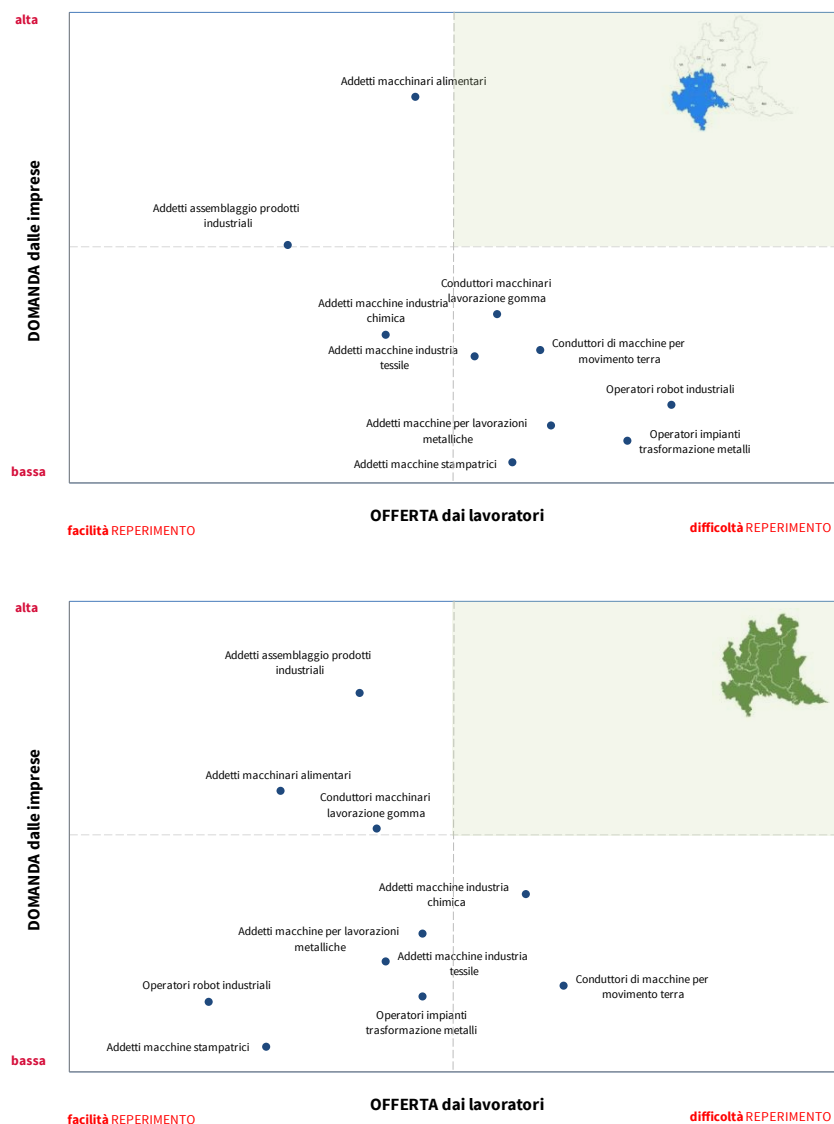 alta
Addetti macchinari alimentari
DOMANDA dalle imprese
Addetti assemblaggio prodotti
industriali
Conduttori macchinari
lavorazione gomma
Addetti macchine industria
chimica
Addetti macchine industria
tessile
Conduttori di macchine per
movimento terra
Operatori robot industriali
Addetti macchine per lavorazioni
metalliche
Operatori impianti
trasformazione metalli
Addetti macchine stampatrici
bassa
OFFERTA dai lavoratori
facilità REPERIMENTO
difficoltà REPERIMENTO
alta
Addetti assemblaggio prodotti
industriali
DOMANDA dalle imprese
Addetti macchinari alimentari
Conduttori macchinari
lavorazione gomma
Addetti macchine industria
chimica
Addetti macchine per lavorazioni
metalliche
Addetti macchine industria
tessile
Operatori robot industriali
Conduttori di macchine per
movimento terra
Operatori impianti
trasformazione metalli
Addetti macchine stampatrici
bassa
OFFERTA dai lavoratori
facilità REPERIMENTO
difficoltà REPERIMENTO